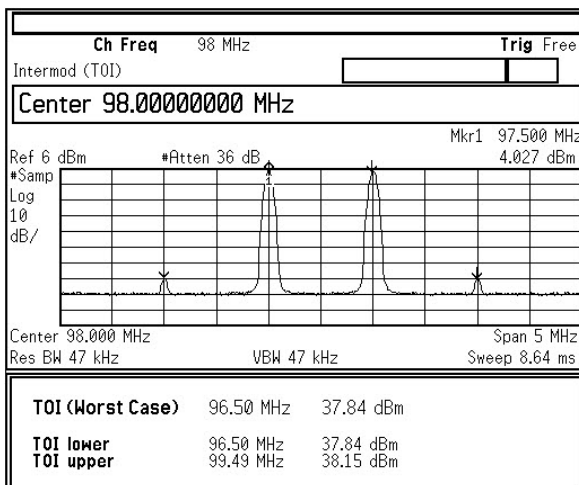 Ch Freq 98 MHz Trig Free
Intermod (TOI)
Center 98.00000000 MHz
Mkr1 97.500 MHz
Ref 6 dBm #Atten 36 dB 4.027 dBm
#Samp
Log
10
dB/
1
Center 98.000 MHz Span 5 MHz
Res BW 47 kHz VBW 47 kHz Sweep 8.64 ms
TOI (Worst Case) 96.50 MHz 37.84 dBm
TOI lower 96.50 MHz 37.84 dBm
TOI upper 99.49 MHz 38.15 dBm